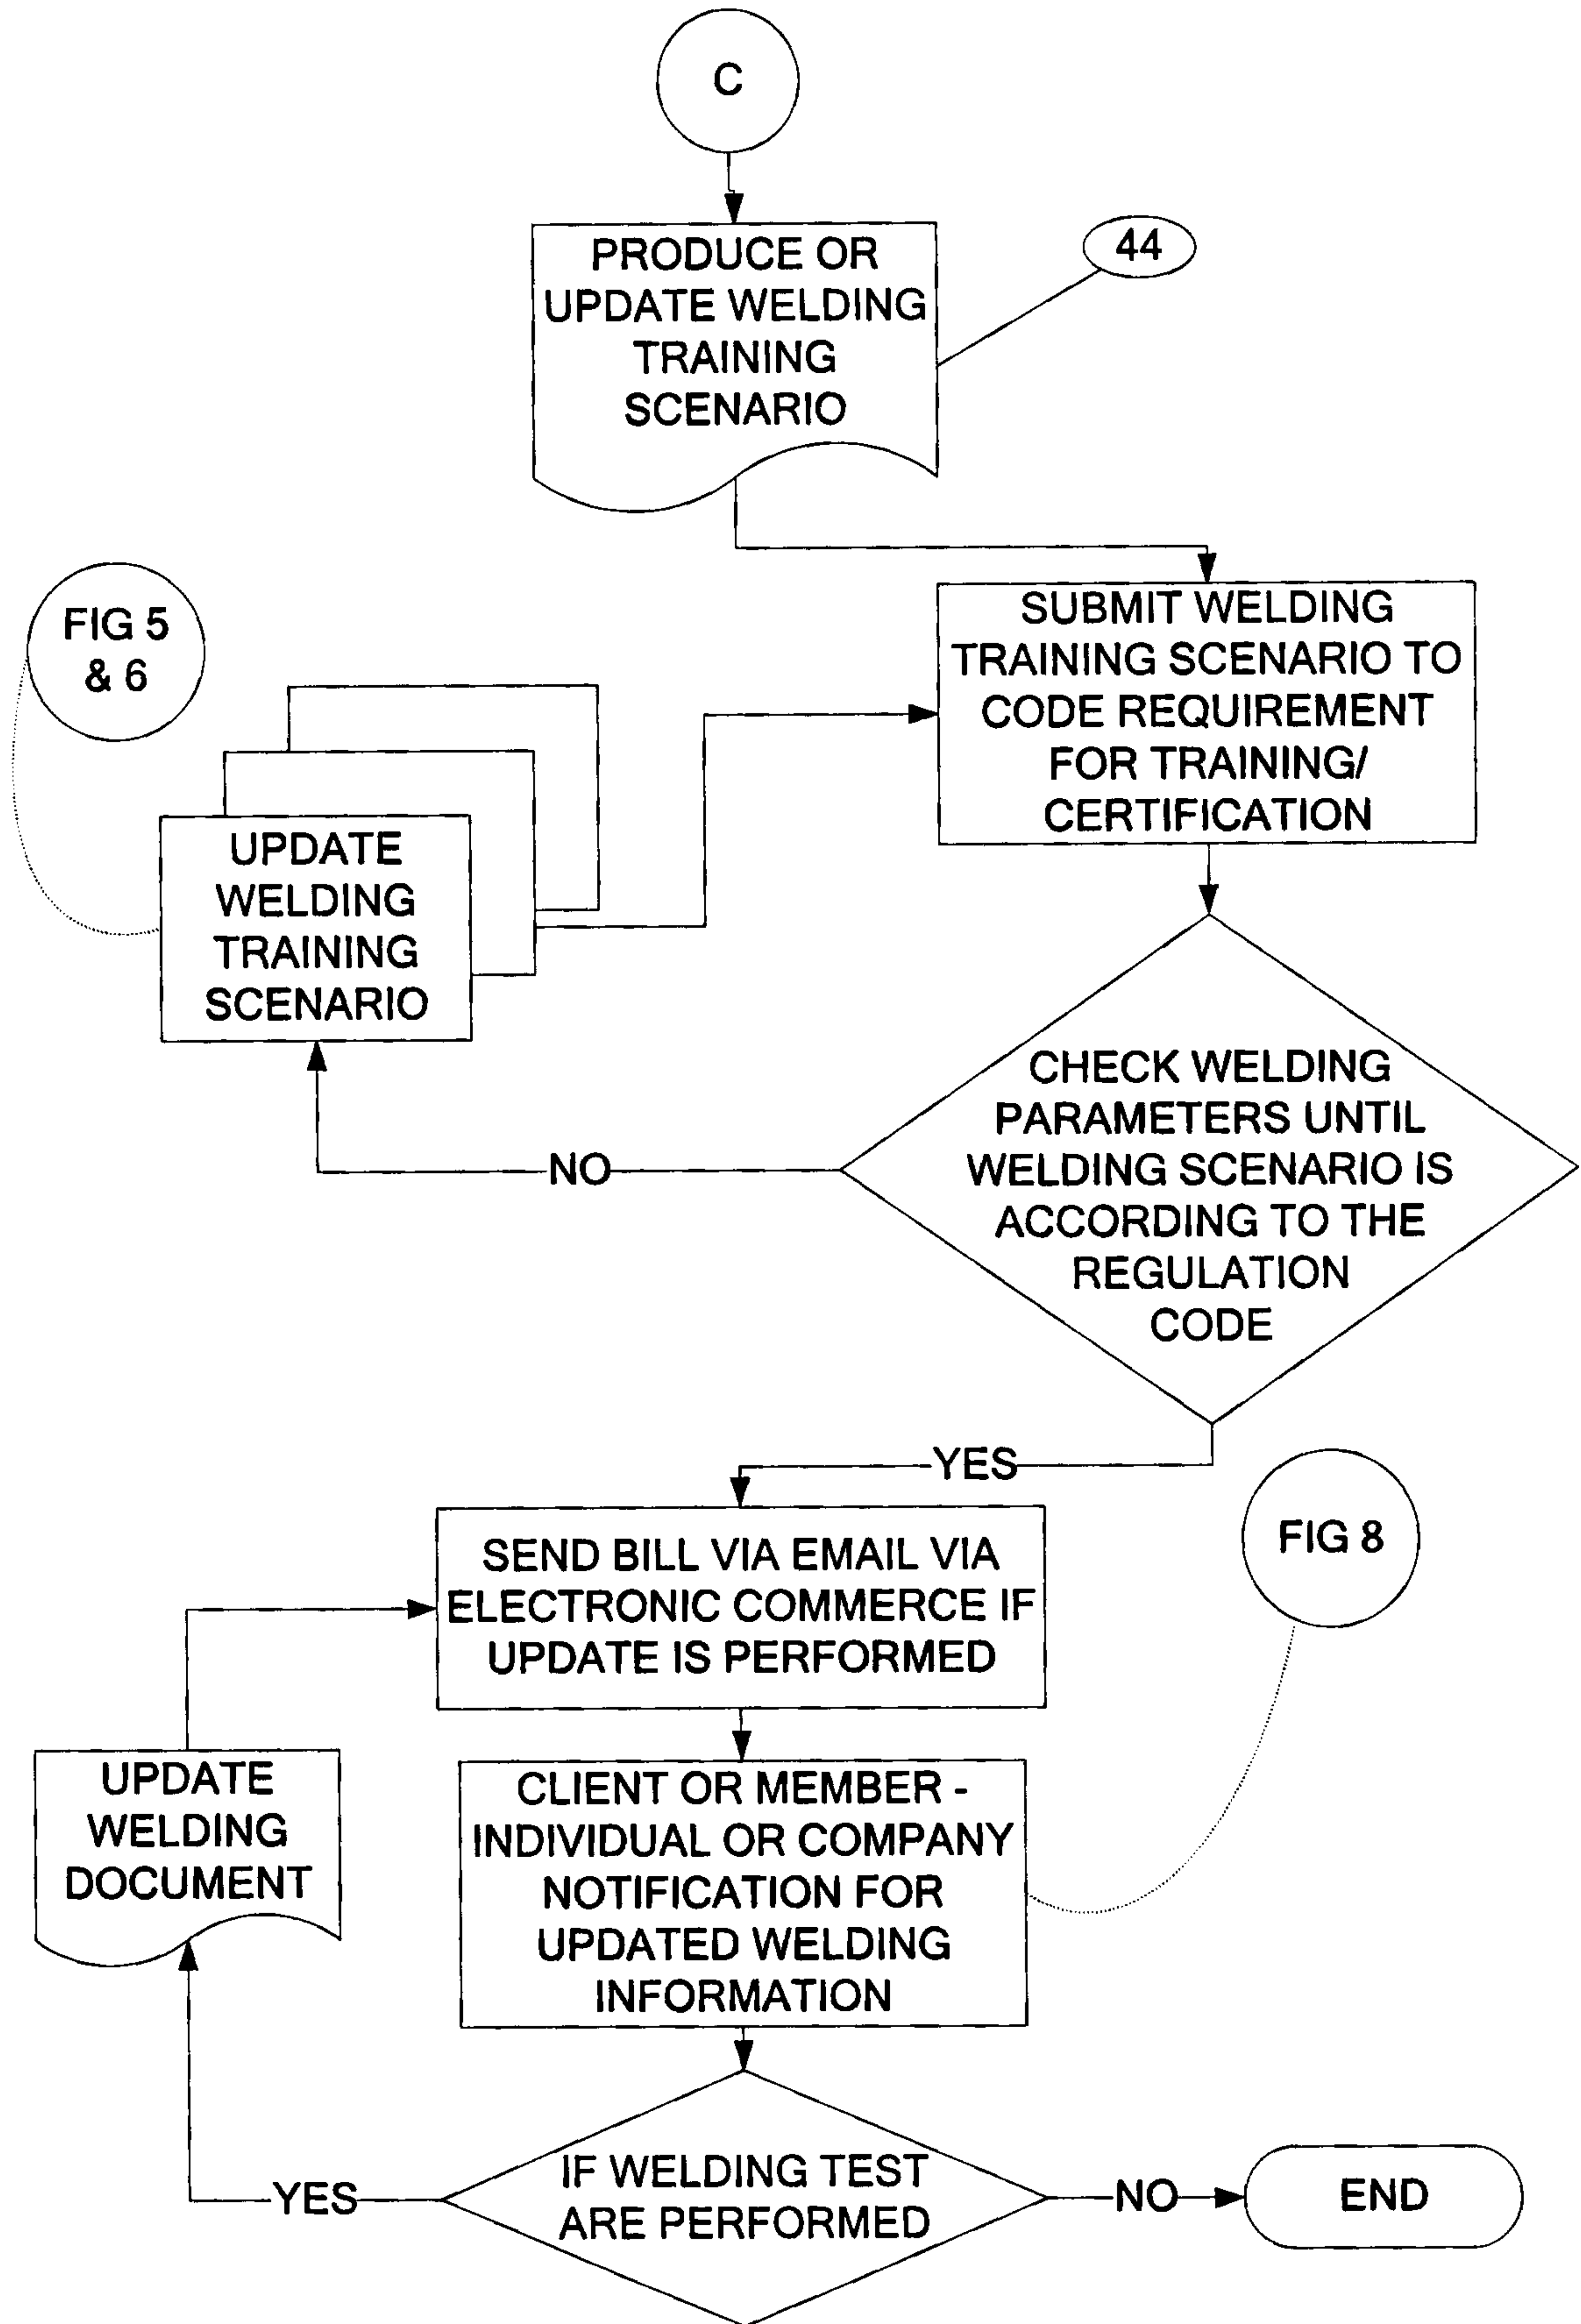 C
PRODUCE OR
UPDATE WELDING
TRAINING
SCENARIO
44
SUBMIT WELDING
TRAINING SCENARIO TO
CODE REQUIREMENT
FOR TRAINING/
CERTIFICATION
FIG 5
& 6
UPDATE
WELDING
TRAINING
SCENARIO
CHECK WELDING
PARAMETERS UNTIL
WELDING SCENARIO IS
ACCORDING TO THE
REGULATION
CODE
NO
YES
FIG 8
SEND BILL VIA EMAIL VIA
ELECTRONIC COMMERCE IF
UPDATE IS PERFORMED
UPDATE
WELDING
DOCUMENT
CLIENT OR MEMBER -
INDIVIDUAL OR COMPANY
NOTIFICATION FOR
UPDATED WELDING
INFORMATION
IF WELDING TEST
ARE PERFORMED
YES
NO
END